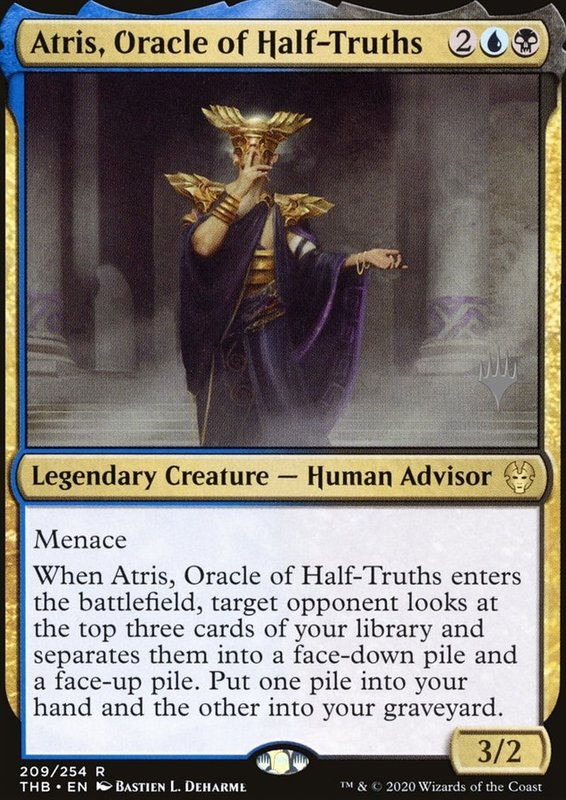 Atris, Oracle of Half-Truths 2
Legendary Creature — Human Advisor
Menace
When Atris, Oracle of Half-Truths enters
the battlefield, target opponent looks at
the top three cards of your library and
separates them into a face-down pile and
a face-up pile. Put one pile into your
hand and the other into your graveyard.
3/2
209/254 R
THB • EN Bastien L. Deharme
™ & © 2020 Wizards of the Coast